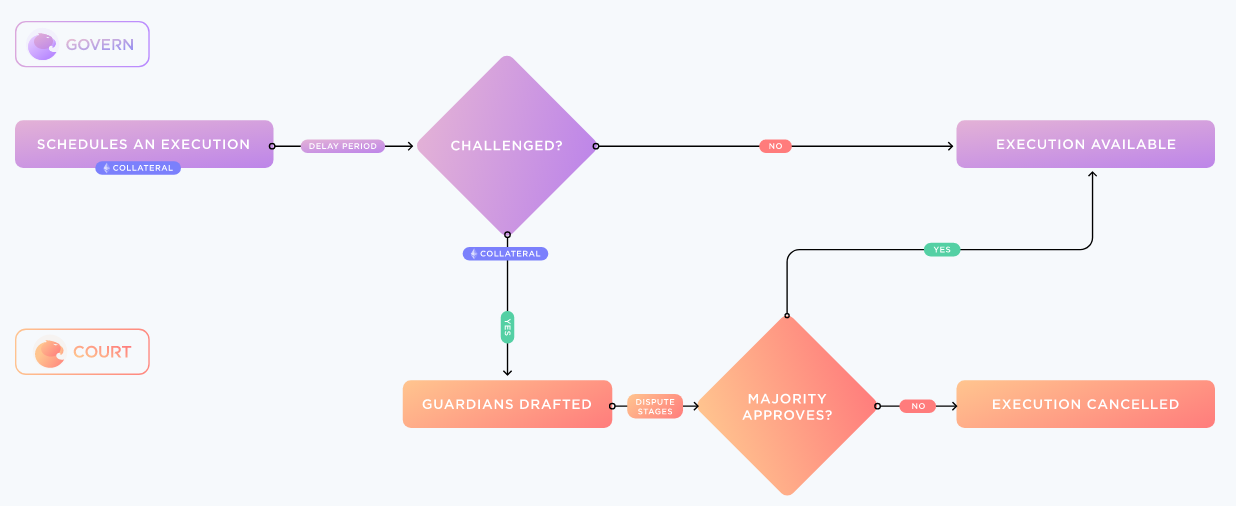 GOVERN
SCHEDULES AN EXECUTION
COLLATERAL
DELAY PERIOD
CHALLENGED?
NO
EXECUTION AVAILABLE
COLLATERAL
YES
YES
COURT
GUARDIANS DRAFTED
DISPUTE
STAGES
MAJORITY
APPROVES?
NO
EXECUTION CANCELLED